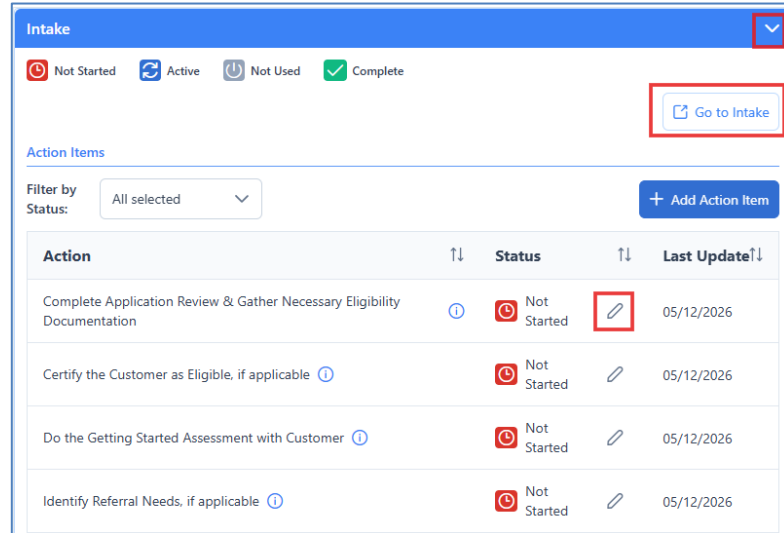 Intake
Not Started Active Not Used Complete
Go to Intake
Action Items
Filter by
Status:
All selected
+ Add Action Item
Action Status Last Update
Complete Application Review & Gather Necessary Eligibility
Documentation
Not
Started
05/12/2026
Certify the Customer as Eligible, if applicable
Not
Started
05/12/2026
Do the Getting Started Assessment with Customer
Not
Started
05/12/2026
Identify Referral Needs, if applicable
Not
Started
05/12/2026